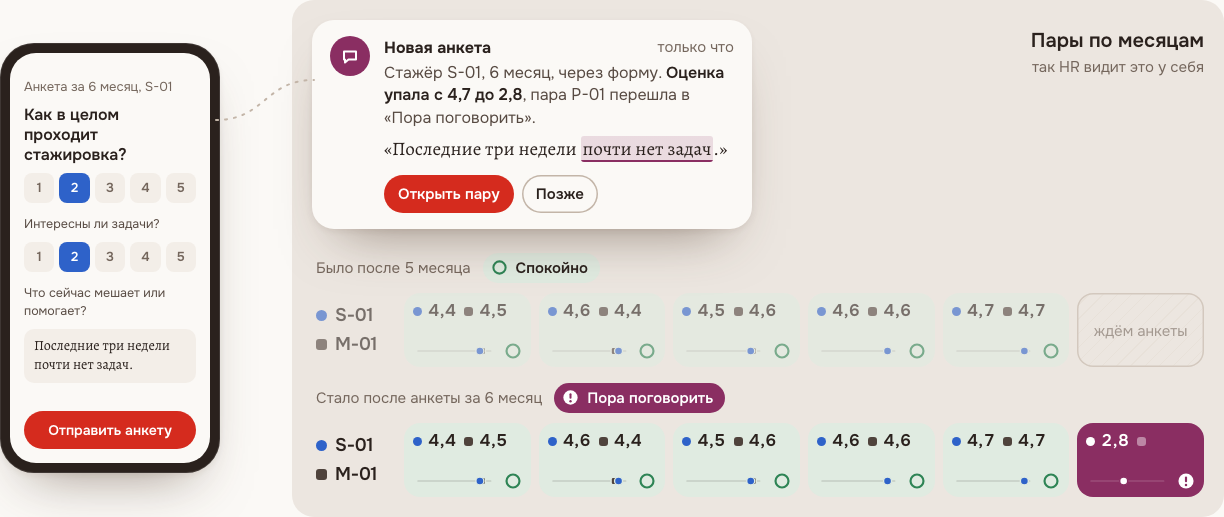 Анкета за 6 месяц, S-01
Как в целом
проходит
стажировка?
1 2 3 4 5
Интересны ли задачи?
1 2 3 4 5
Что сейчас мешает или
помогает?
Последние три недели
почти нет задач.
Отправить анкету
Новая анкета только что
Стажёр S-01, 6 месяц, через форму. Оценка
упала с 4,7 до 2,8, пара P-01 перешла в
«Пора поговорить».
«Последние три недели почти нет задач.»
Открыть пару Позже
Пары по месяцам
так HR видит это у себя
Было после 5 месяца Спокойно
S-01
M-01
4,4 4,5 4,6 4,4 4,5 4,6 4,6 4,6 4,7 4,7
ждём анкеты
Стало после анкеты за 6 месяц Пора поговорить
S-01
M-01
4,4 4,5 4,6 4,4 4,5 4,6 4,6 4,6 4,7 4,7 2,8